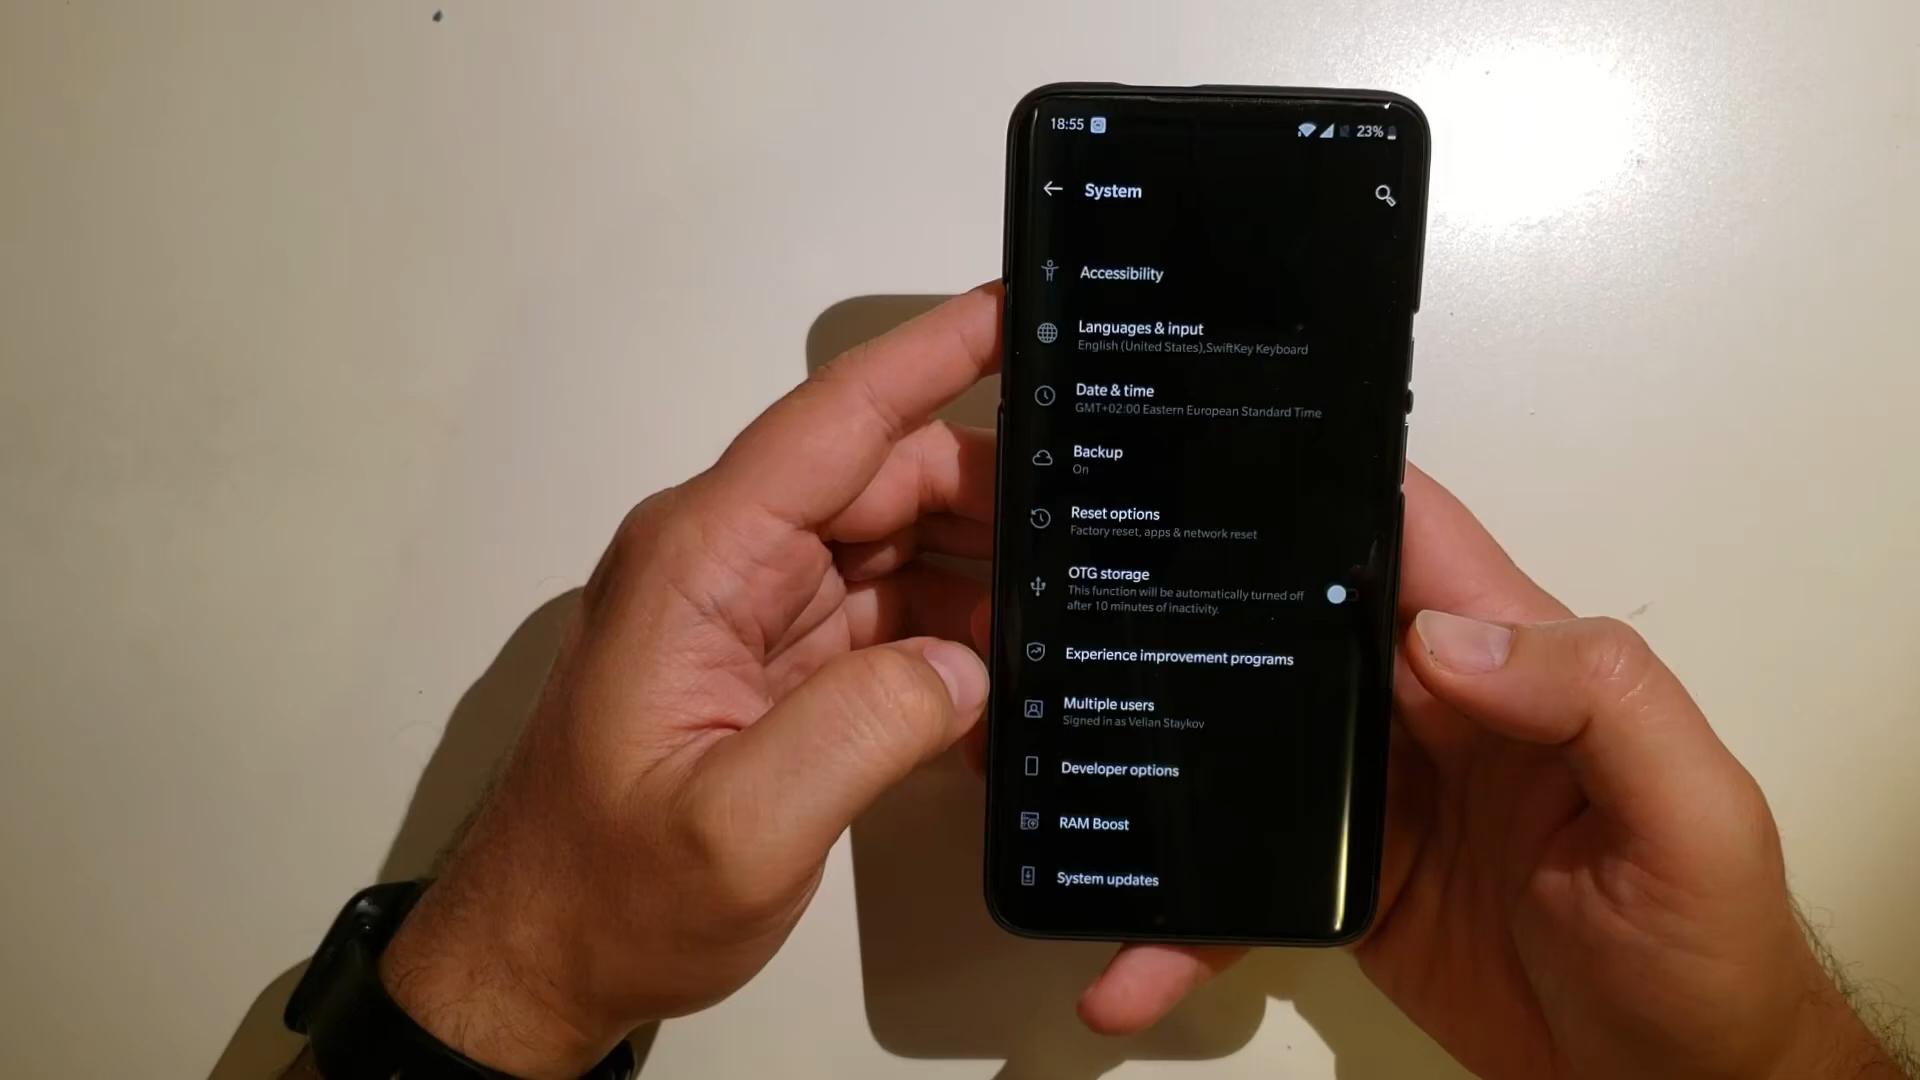 18:55
23%
System
Accessibility
Languages & input
English (United States),SwiftKey Keyboard
Date & time
GMT+02:00 Eastern European Standard Time
Backup
On
Reset options
Factory reset, apps & network reset
OTG storage
This function will be automatically turned off
after 10 minutes of inactivity.
Experience improvement programs
Multiple users
Signed in as Velian Staykov
Developer options
RAM Boost
System updates